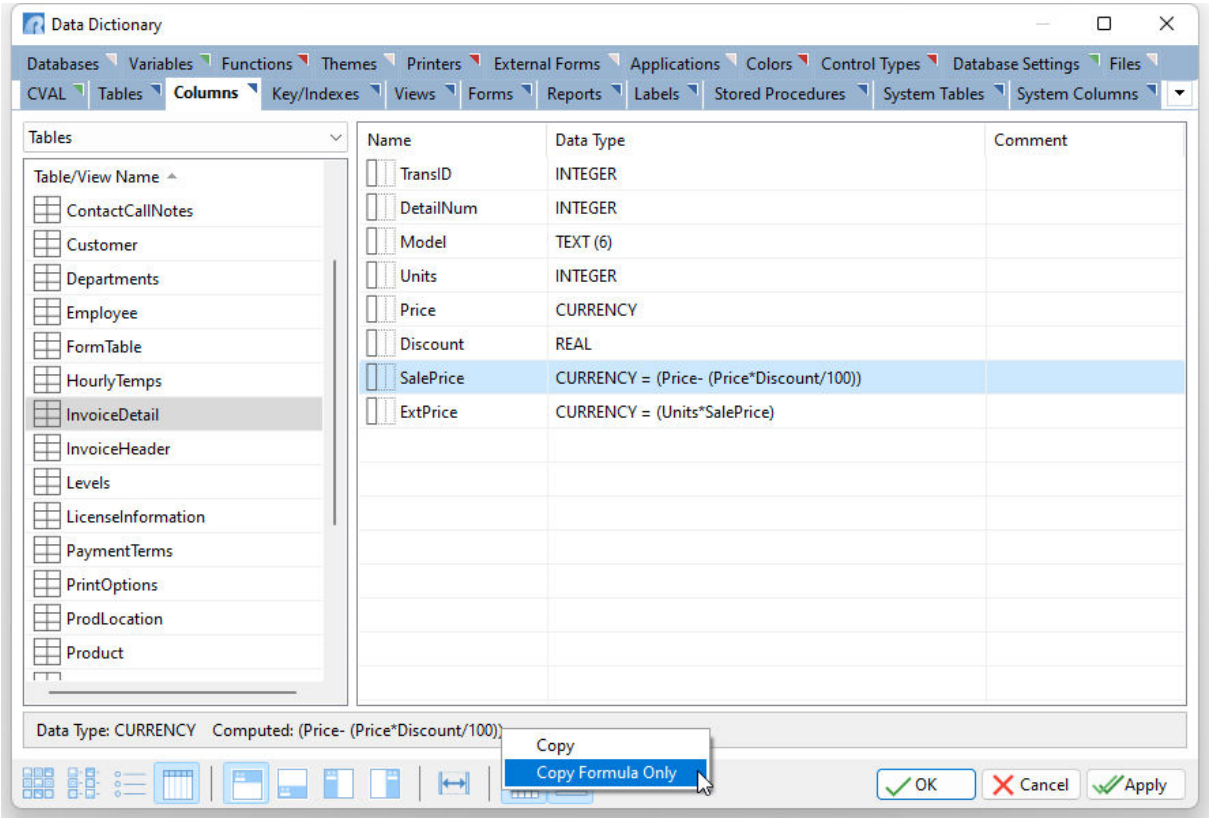 Data Dictionary
Databases Variables Functions Themes Printers External Forms Applications Colors Control Types Database Settings Files
CVAL Tables Columns Key/Indexes Views Forms Reports Labels Stored Procedures System Tables System Columns
Tables
Name Data Type Comment
Table/View Name
TransID INTEGER
ContactCallNotes
DetailNum INTEGER
Customer
Model TEXT (6)
Departments
Units INTEGER
Employee
Price CURRENCY
FormTable
Discount REAL
HourlyTemps
SalePrice CURRENCY = (Price- (Price*Discount/100))
InvoiceDetail
ExtPrice CURRENCY = (Units*SalePrice)
InvoiceHeader
Levels
LicenseInformation
PaymentTerms
PrintOptions
ProdLocation
Product
Data Type: CURRENCY Computed: (Price- (Price*Discount/100))
Copy
Copy Formula Only
OK Cancel Apply